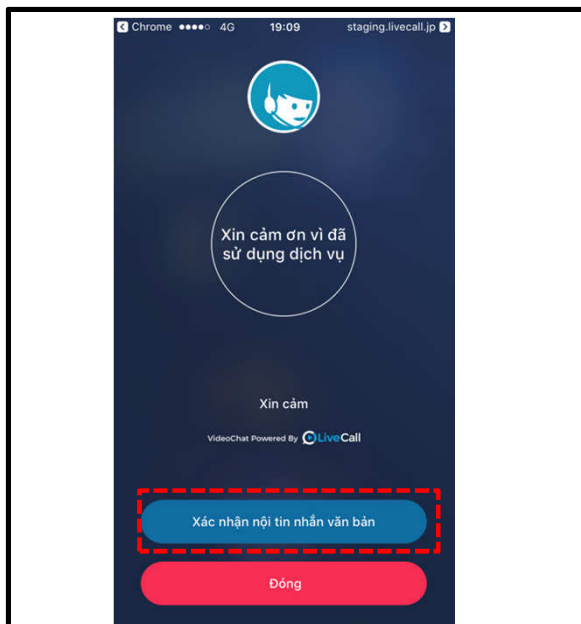 Chrome 4G 19:09 staging.livecall.jp
Xin cảm ơn vì đã
sử dụng dịch vụ
Xin cảm
VideoChat Powered By LiveCall
Xác nhận nội tin nhắn văn bản
Đóng